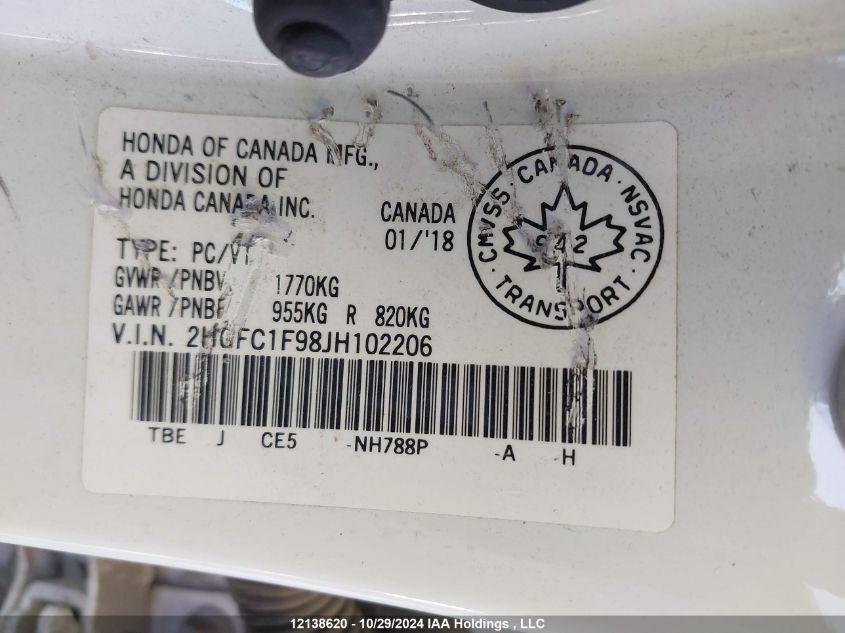 HONDA OF CANADA MFG.,
A DIVISION OF
HONDA CANADA INC.
CANADA
01/'18
TYPE: PC/VT
GVWR /PNBV 1770KG
GAWR /PNBE 955KG R 820KG
V.I.N. 2HGFC1F98JH102206
TBE J CE5 -NH788P -A -H
CMVSS CANADA · NSVAC
942
· TRANSPORT ·
12138620 - 10/29/2024 IAA Holdings , LLC